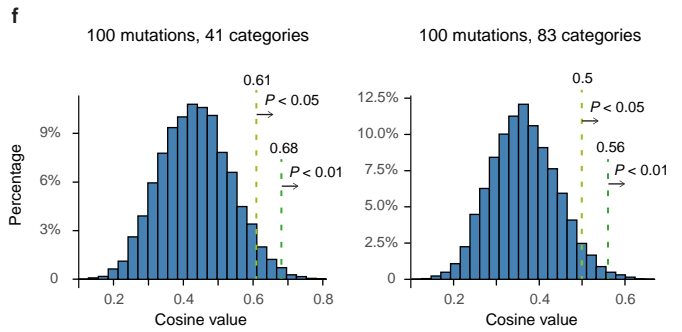 f
100 mutations, 41 categories
0.61
P < 0.05
0.68
P < 0.01
9%
6%
3%
0
Percentage
0.2
0.4
0.6
0.8
Cosine value
100 mutations, 83 categories
0.5
P < 0.05
0.56
P < 0.01
12.5%
10.0%
7.5%
5.0%
2.5%
0
0.2
0.4
0.6
Cosine value